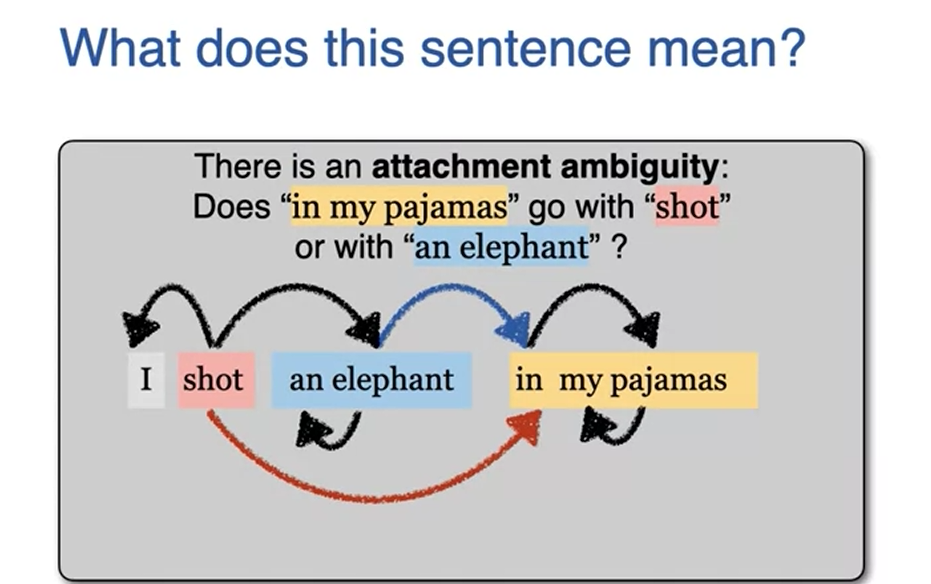 What does this sentence mean?
There is an attachment ambiguity:
Does “in my pajamas” go with “shot”
or with “an elephant” ?
I shot an elephant in my pajamas